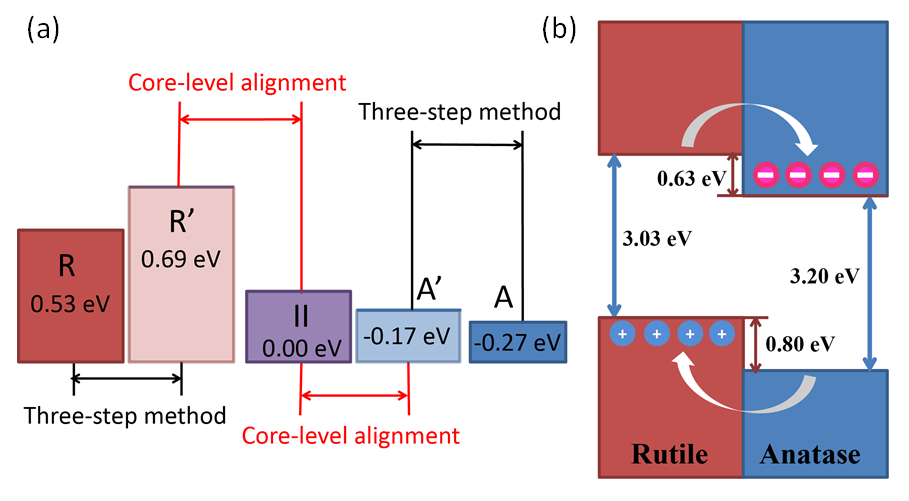 (a)
Core-level alignment
Three-step method
R
0.53 eV
R’
0.69 eV
II
0.00 eV
A’
-0.17 eV
A
-0.27 eV
Three-step method
Core-level alignment
(b)
0.63 eV
3.03 eV
3.20 eV
+ + + +
0.80 eV
Rutile
Anatase